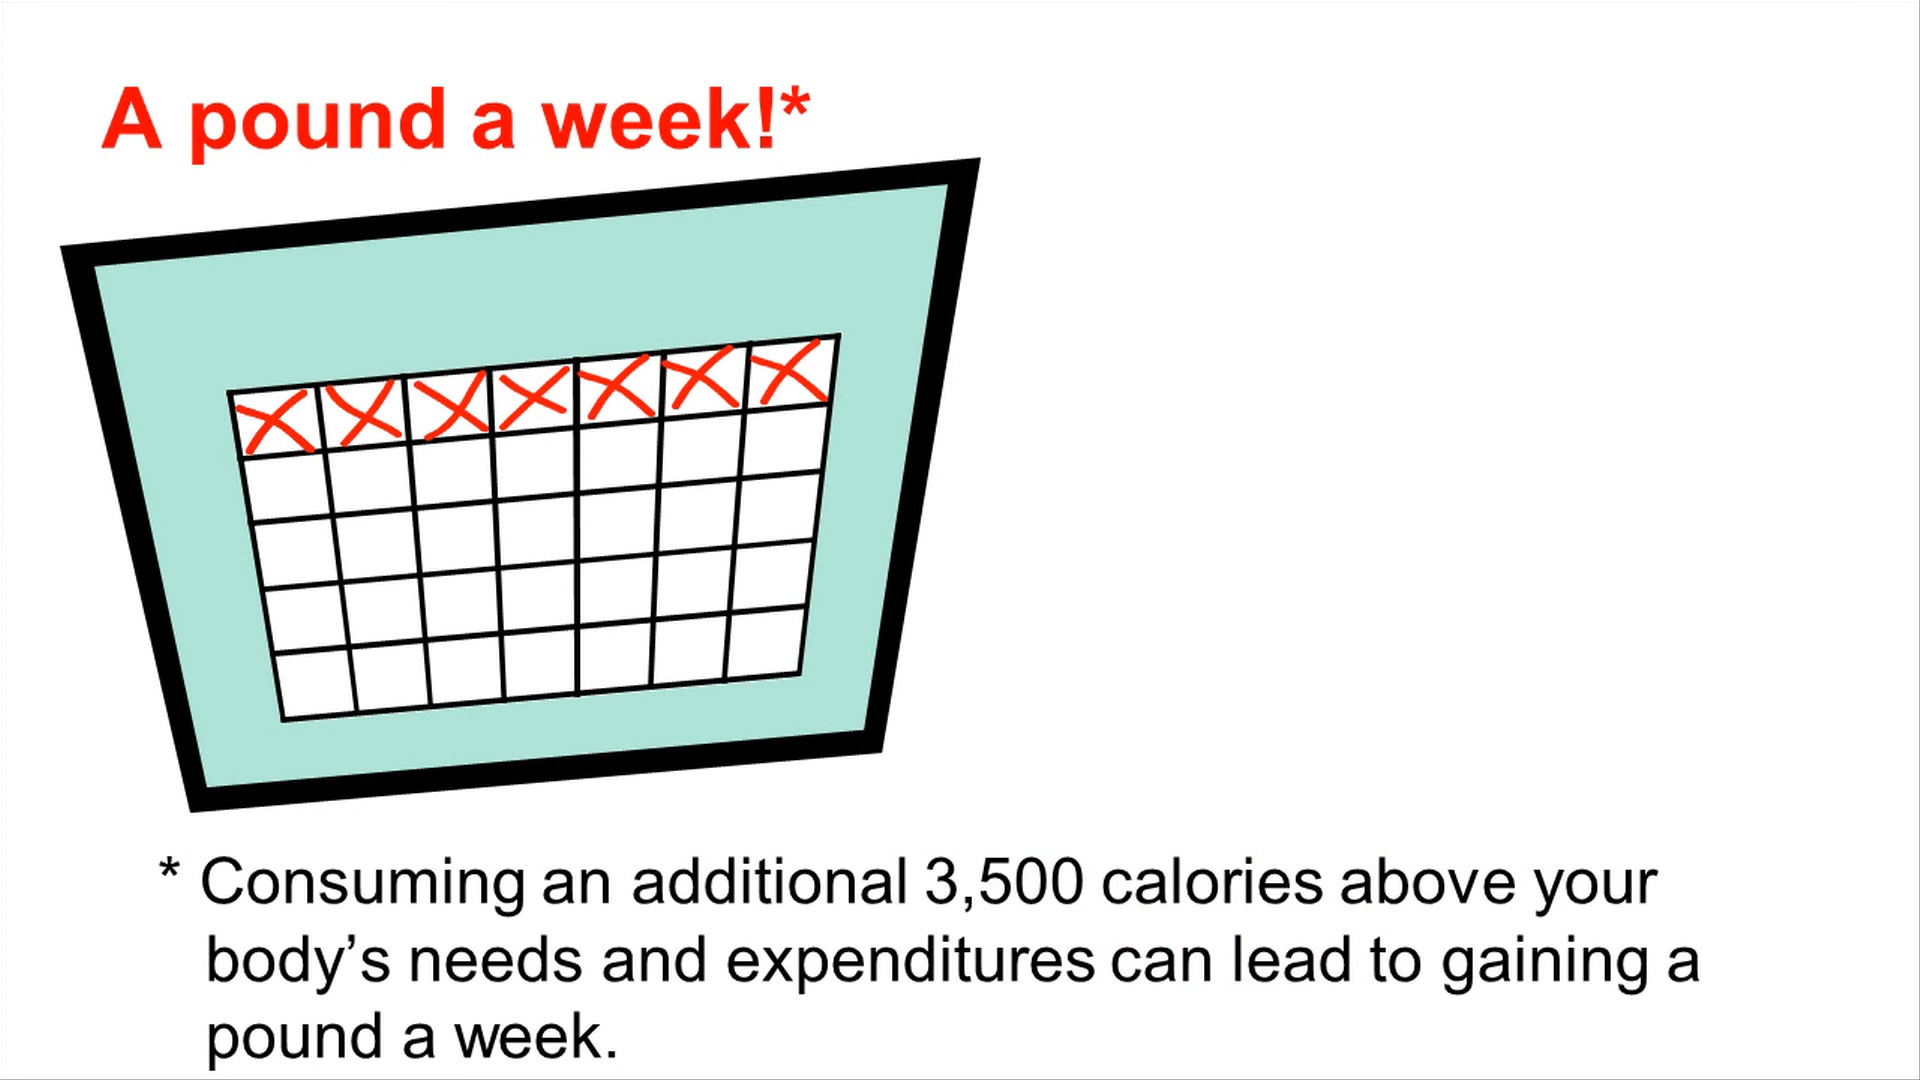 A pound a week!*
* Consuming an additional 3,500 calories above your
body’s needs and expenditures can lead to gaining a
pound a week.